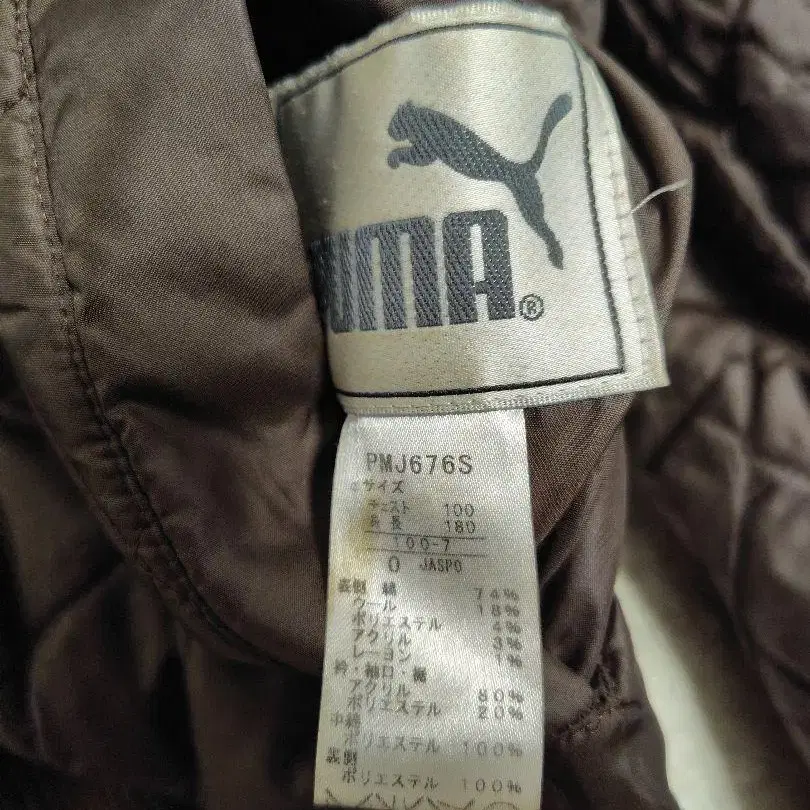 PUMA®
PMJ676S
サイズ
チェスト 100
身長 180
100-7
O JASPO
表側 綿 74%
ウール 18%
ポリエステル 4%
アクリル 3%
レーヨン 1%
衿・袖口・裾
アクリル 80%
ポリエステル 20%
中綿
ポリエステル 100%
裏側
ポリエステル 100%